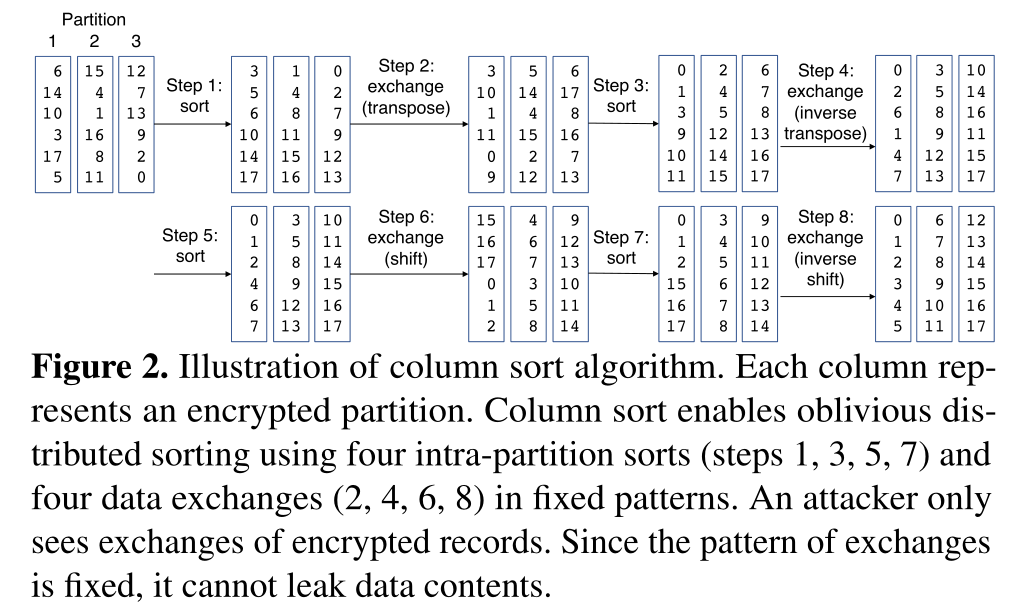 Partition
1 2 3
6 15 12 Step 1: 3 1 0 Step 2: 3 5 6 Step 3: 0 2 6 Step 4: 0 3 10
14 4 7 sort 5 4 2 exchange 10 14 17 sort 1 4 7 exchange 2 5 14
10 1 13 6 8 7 (transpose) 1 4 8 3 5 8 (inverse 6 8 16
3 16 9 10 11 9 11 15 16 9 12 13 transpose) 1 9 11
17 8 2 14 15 12 0 2 7 10 14 16 4 12 15
5 11 0 17 16 13 9 12 13 11 15 17 7 13 17
Step 5: 0 3 10 Step 6: 15 4 9 Step 7: 0 3 9 Step 8: 0 6 12
sort 1 5 11 exchange 16 6 12 sort 1 4 10 exchange 1 7 13
2 8 14 (shift) 17 7 13 2 5 11 (inverse 2 8 14
4 9 15 0 3 10 15 6 12 shift) 3 9 15
6 12 16 1 5 11 16 7 13 4 10 16
7 13 17 2 8 14 17 8 14 5 11 17
Figure 2. Illustration of column sort algorithm. Each column rep-
resents an encrypted partition. Column sort enables oblivious dis-
tributed sorting using four intra-partition sorts (steps 1, 3, 5, 7) and
four data exchanges (2, 4, 6, 8) in fixed patterns. An attacker only
sees exchanges of encrypted records. Since the pattern of exchanges
is fixed, it cannot leak data contents.